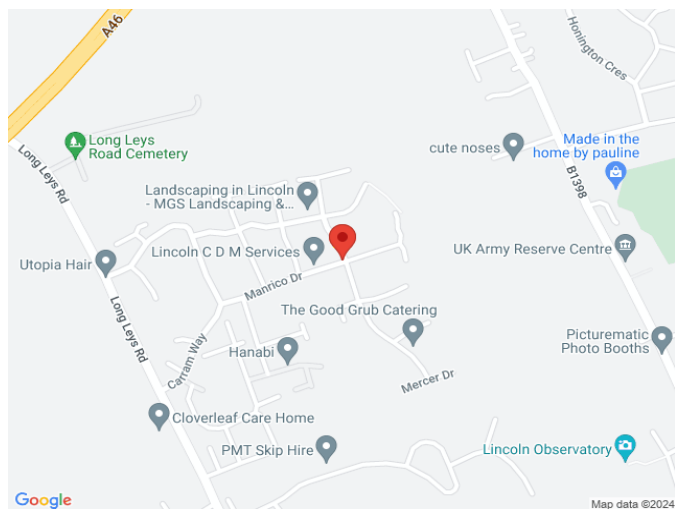 A46
Honington Cres
Long Leys Rd
Long Leys
Road Cemetery
cute noses
Made in the
home by pauline
B1398
Landscaping in Lincoln
- MGS Landscaping &...
Lincoln C D M Services
UK Army Reserve Centre
Utopia Hair
Manrico Dr
Long Leys Rd
The Good Grub Catering
Picturematic
Photo Booths
Hanabi
Carram Way
Mercer Dr
Cloverleaf Care Home
PMT Skip Hire
Lincoln Observatory
Google
Map data ©2024